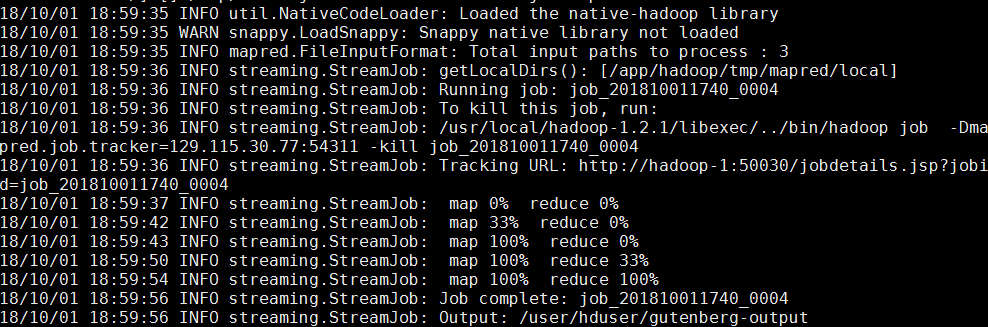 18/10/01 18:59:35 INFO util.NativeCodeLoader: Loaded the native-hadoop library
18/10/01 18:59:35 WARN snappy.LoadSnappy: Snappy native library not loaded
18/10/01 18:59:35 INFO mapred.FileInputFormat: Total input paths to process : 3
18/10/01 18:59:36 INFO streaming.StreamJob: getLocalDirs(): [/app/hadoop/tmp/mapred/local]
18/10/01 18:59:36 INFO streaming.StreamJob: Running job: job_201810011740_0004
18/10/01 18:59:36 INFO streaming.StreamJob: To kill this job, run:
18/10/01 18:59:36 INFO streaming.StreamJob: /usr/local/hadoop-1.2.1/libexec/../bin/hadoop job  -Dma
pred.job.tracker=129.115.30.77:54311 -kill job_201810011740_0004
18/10/01 18:59:36 INFO streaming.StreamJob: Tracking URL: http://hadoop-1:50030/jobdetails.jsp?jobi
d=job_201810011740_0004
18/10/01 18:59:37 INFO streaming.StreamJob:  map 0%  reduce 0%
18/10/01 18:59:42 INFO streaming.StreamJob:  map 33%  reduce 0%
18/10/01 18:59:43 INFO streaming.StreamJob:  map 100%  reduce 0%
18/10/01 18:59:50 INFO streaming.StreamJob:  map 100%  reduce 33%
18/10/01 18:59:54 INFO streaming.StreamJob:  map 100%  reduce 100%
18/10/01 18:59:56 INFO streaming.StreamJob: Job complete: job_201810011740_0004
18/10/01 18:59:56 INFO streaming.StreamJob: Output: /user/hduser/gutenberg-output